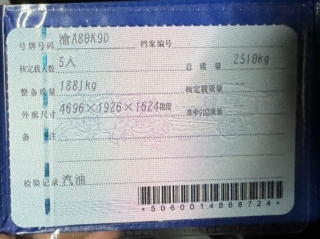 号牌号码 渝A80K9D 档案编号
核定载人数 5人 总质量 2510kg
整备质量 1881kg 核定载质量
外廓尺寸 4696×1926×1624mm 准牵引总质量
备注
检验记录 汽油
*5060014868724*